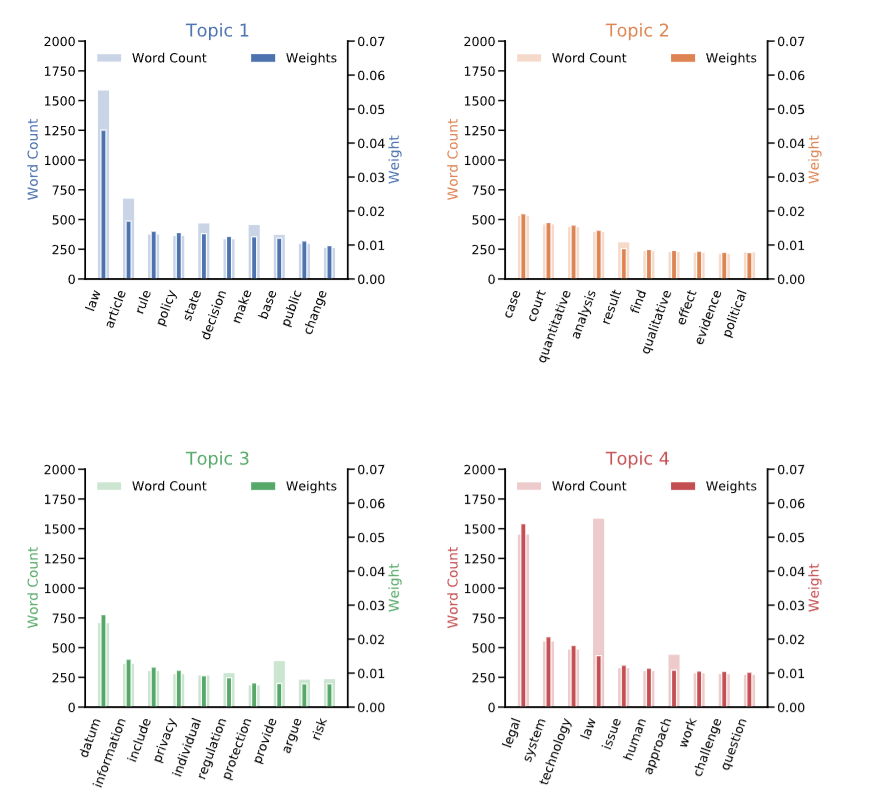 Topic 1
Word Count
Weights
2000
1750
1500
1250
1000
750
500
250
0
Word Count
0.07
0.06
0.05
0.04
0.03
0.02
0.01
0.00
Weight
law
article
rule
policy
state
decision
make
base
public
change
Topic 2
Word Count
Weights
2000
1750
1500
1250
1000
750
500
250
0
Word Count
0.07
0.06
0.05
0.04
0.03
0.02
0.01
0.00
Weight
case
court
quantitative
analysis
result
find
qualitative
effect
evidence
political
Topic 3
Word Count
Weights
2000
1750
1500
1250
1000
750
500
250
0
Word Count
0.07
0.06
0.05
0.04
0.03
0.02
0.01
0.00
Weight
datum
information
include
privacy
individual
regulation
protection
provide
argue
risk
Topic 4
Word Count
Weights
2000
1750
1500
1250
1000
750
500
250
0
Word Count
0.07
0.06
0.05
0.04
0.03
0.02
0.01
0.00
Weight
legal
system
technology
law
issue
human
approach
work
challenge
question